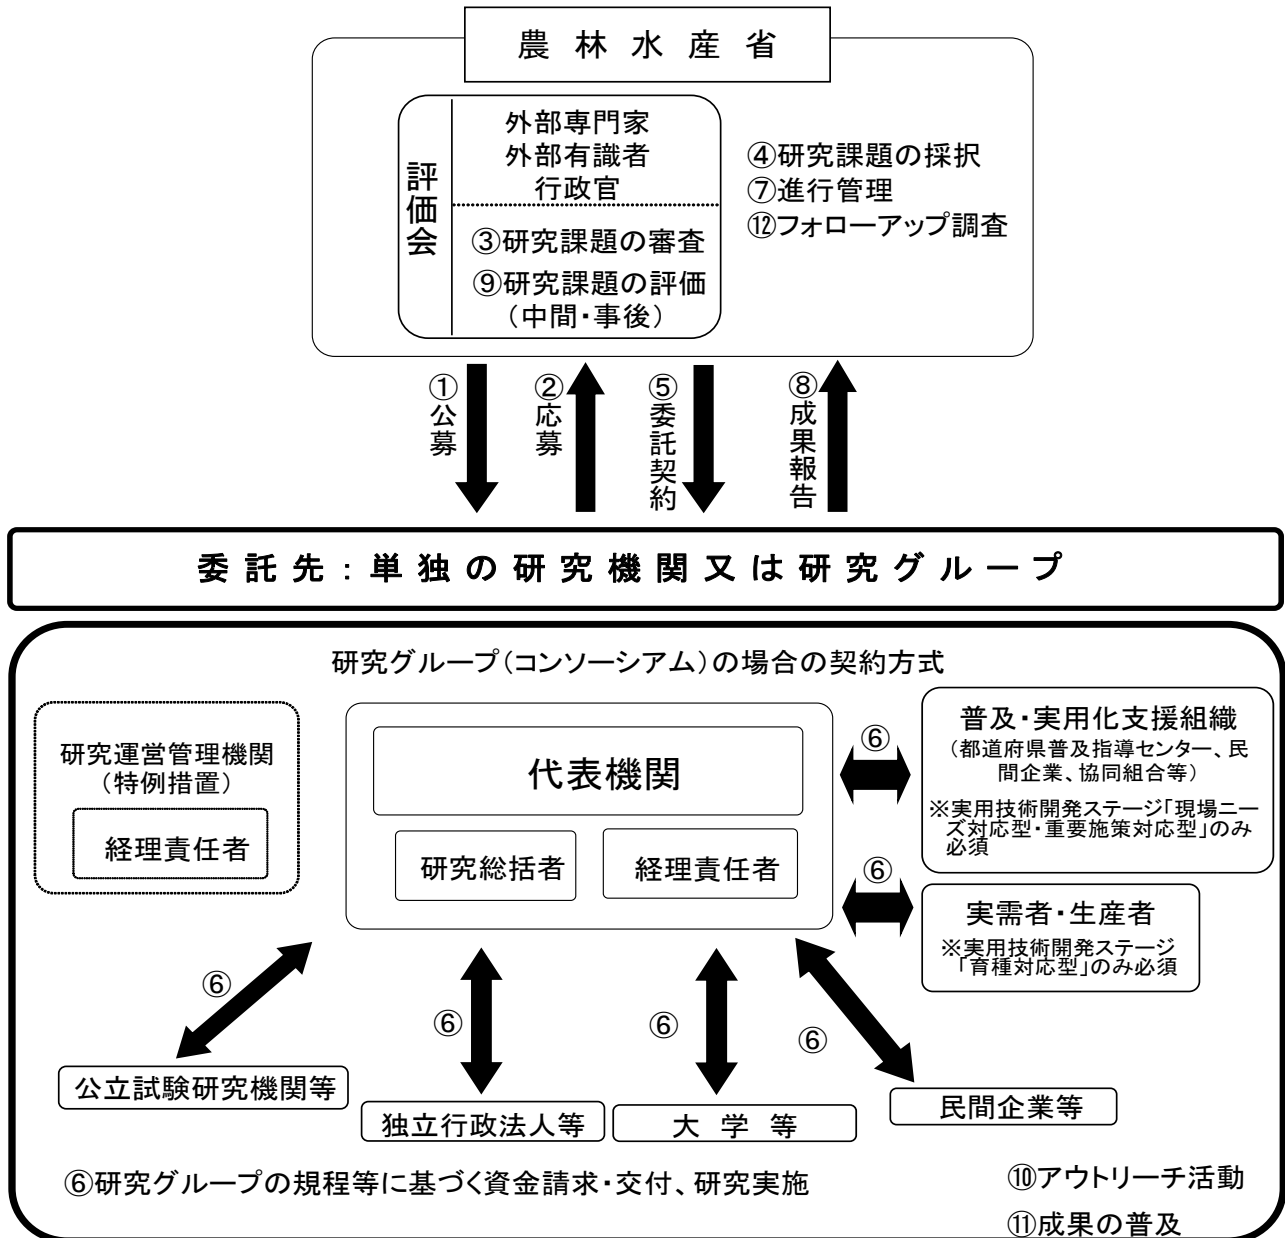 農林水産省
評価会
外部専門家
外部有識者
行政官
③研究課題の審査
⑨研究課題の評価
（中間・事後）
④研究課題の採択
⑦進行管理
⑫フォローアップ調査
①公募
②応募
⑤委託契約
⑧成果報告
委託先：単独の研究機関又は研究グループ
研究グループ（コンソーシアム）の場合の契約方式
研究運営管理機関
（特例措置）
経理責任者
代表機関
研究総括者
経理責任者
⑥
普及・実用化支援組織
（都道府県普及指導センター、民
間企業、協同組合等）
※実用技術開発ステージ「現場ニー
ズ対応型・重要施策対応型」のみ
必須
⑥
実需者・生産者
※実用技術開発ステージ
「育種対応型」のみ必須
⑥
⑥
⑥
⑥
公立試験研究機関等
独立行政法人等
大学等
民間企業等
⑥研究グループの規程等に基づく資金請求・交付、研究実施
⑩アウトリーチ活動
⑪成果の普及